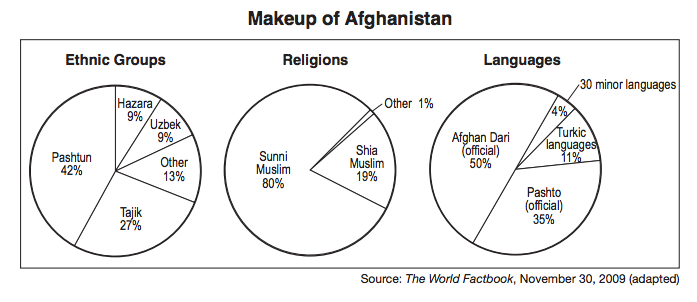 Makeup of Afghanistan
Ethnic Groups
Hazara
9%
Uzbek
9%
Other
13%
Tajik
27%
Pashtun
42%
Religions
Other 1%
Shia
Muslim
19%
Sunni
Muslim
80%
Languages
30 minor languages
4%
Turkic
languages
11%
Pashto
(official)
35%
Afghan Dari
(official)
50%
Source: The World Factbook, November 30, 2009 (adapted)